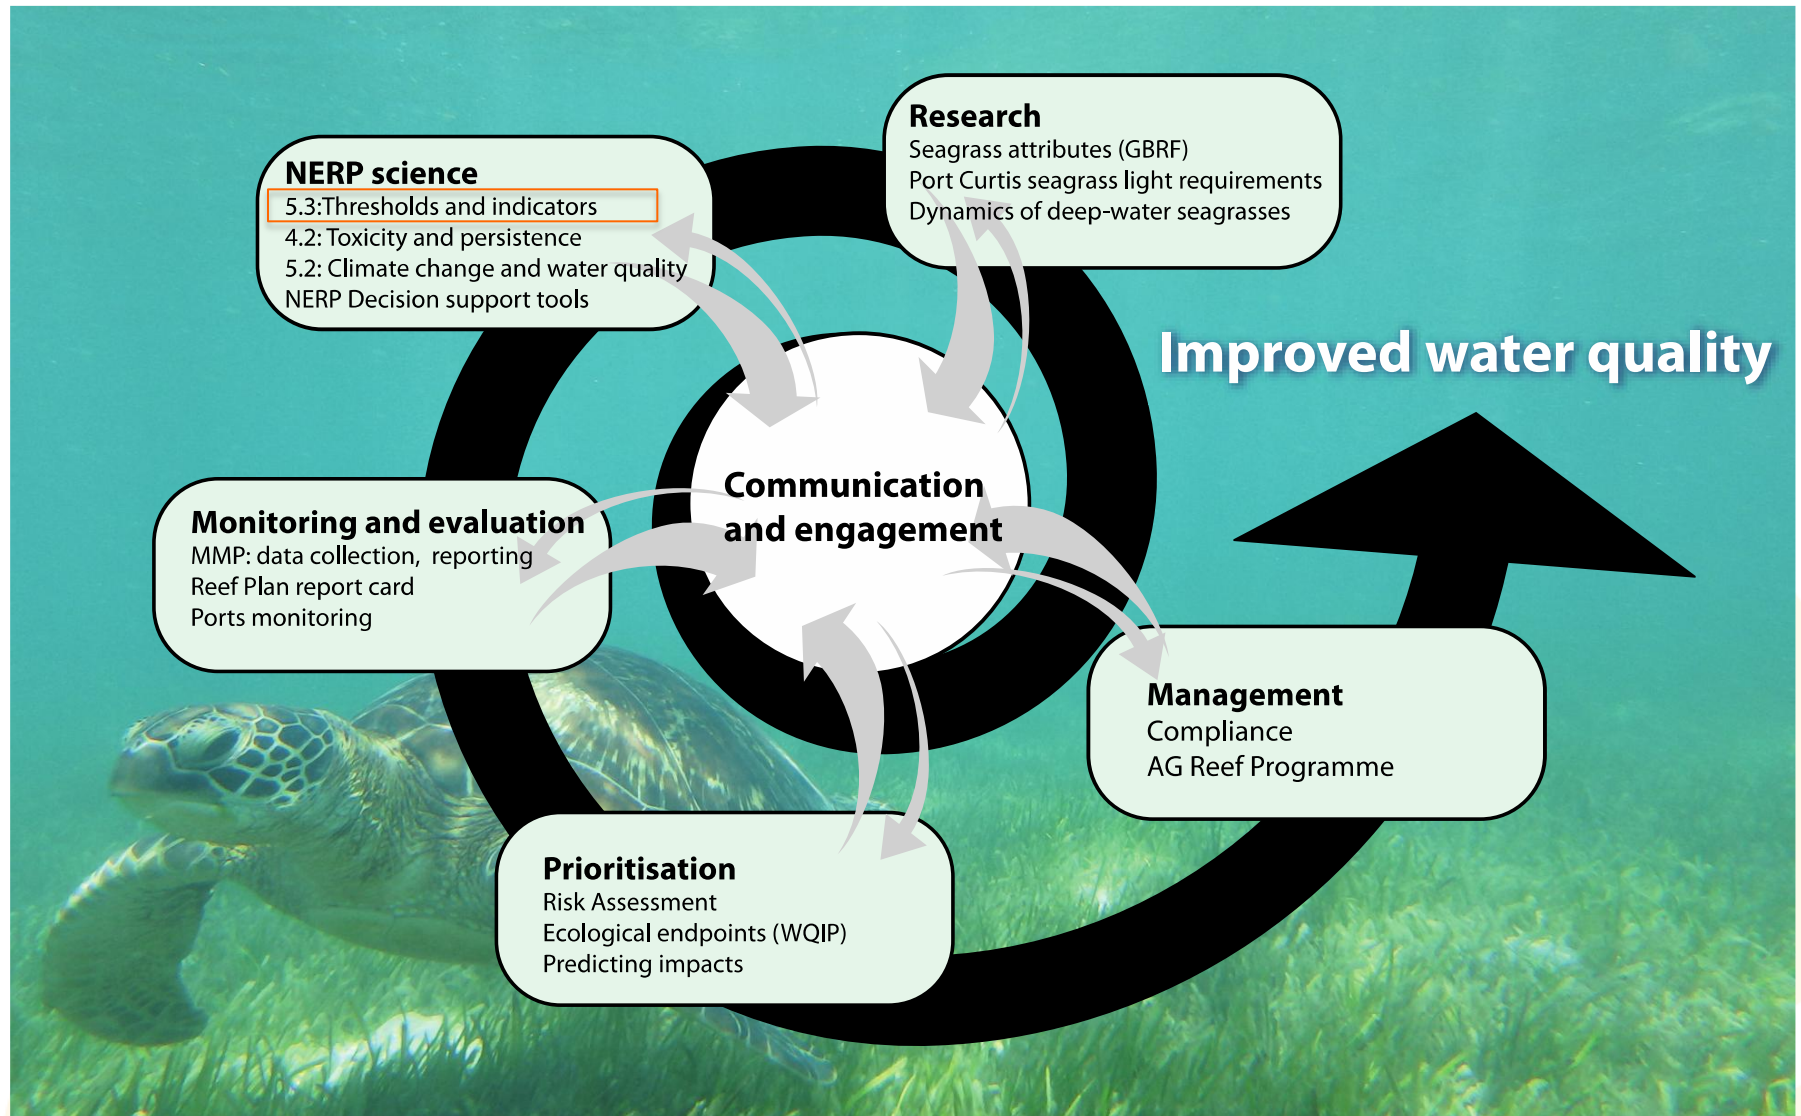 Research
Seagrass attributes (GBRF)
Port Curtis seagrass light requirements
Dynamics of deep-water seagrasses
NERP science
5.3:Thresholds and indicators
4.2: Toxicity and persistence
5.2: Climate change and water quality
NERP Decision support tools
Improved water quality
Communication
and engagement
Monitoring and evaluation
MMP: data collection,  reporting
Reef Plan report card
Ports monitoring
Management
Compliance
AG Reef Programme
Prioritisation
Risk Assessment
Ecological endpoints (WQIP)
Predicting impacts